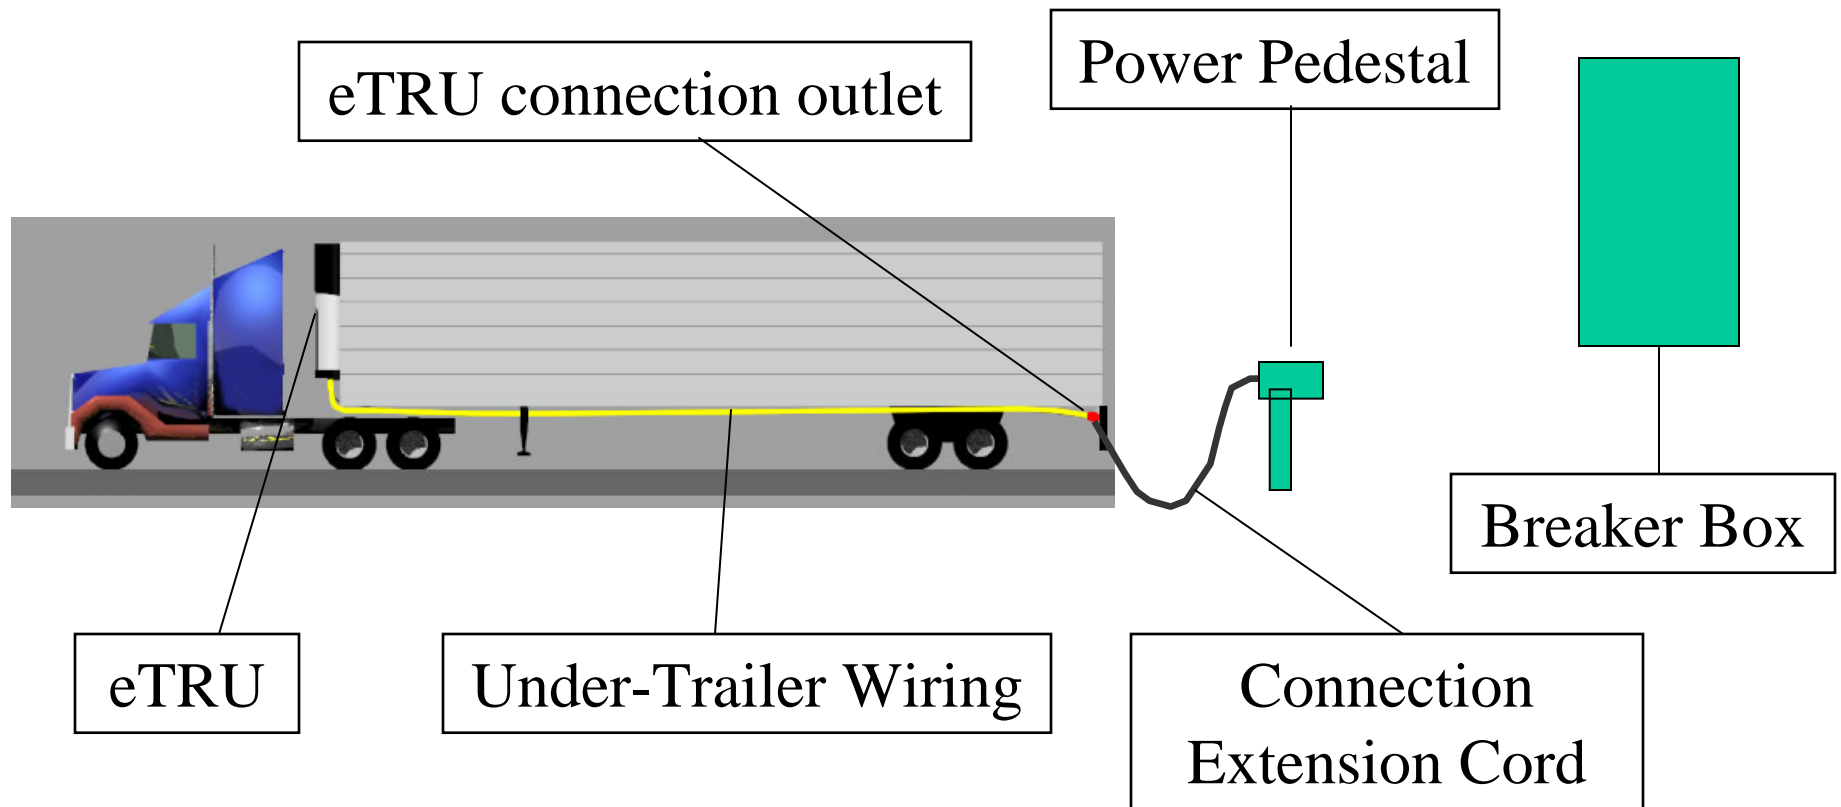 eTRU connection outlet
Power Pedestal
Breaker Box
eTRU
Under-Trailer Wiring
Connection
Extension Cord